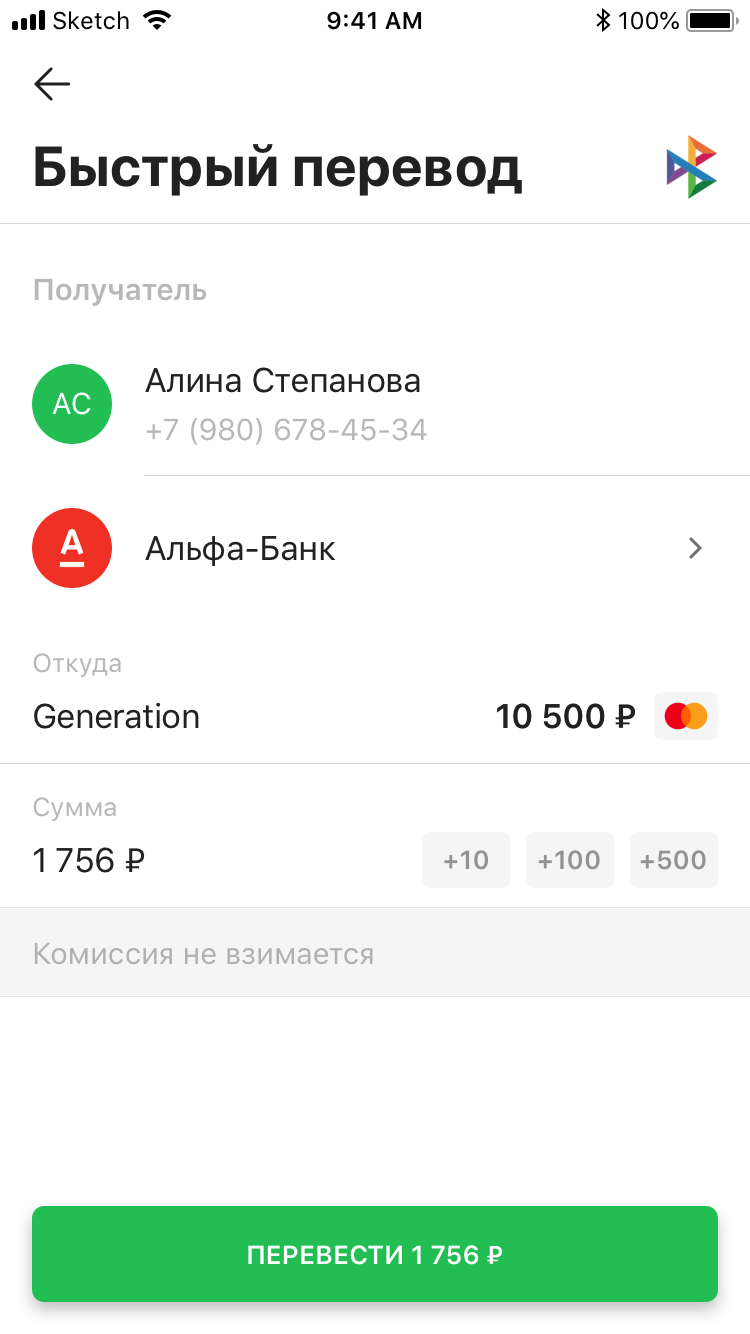 Sketch 9:41 AM 100%
Быстрый перевод
Получатель
АС
Алина Степанова
+7 (980) 678-45-34
А
Альфа-Банк
Откуда
Generation 10 500 ₽
Сумма
1 756 ₽ +10 +100 +500
Комиссия не взимается
ПЕРЕВЕСТИ 1 756 ₽